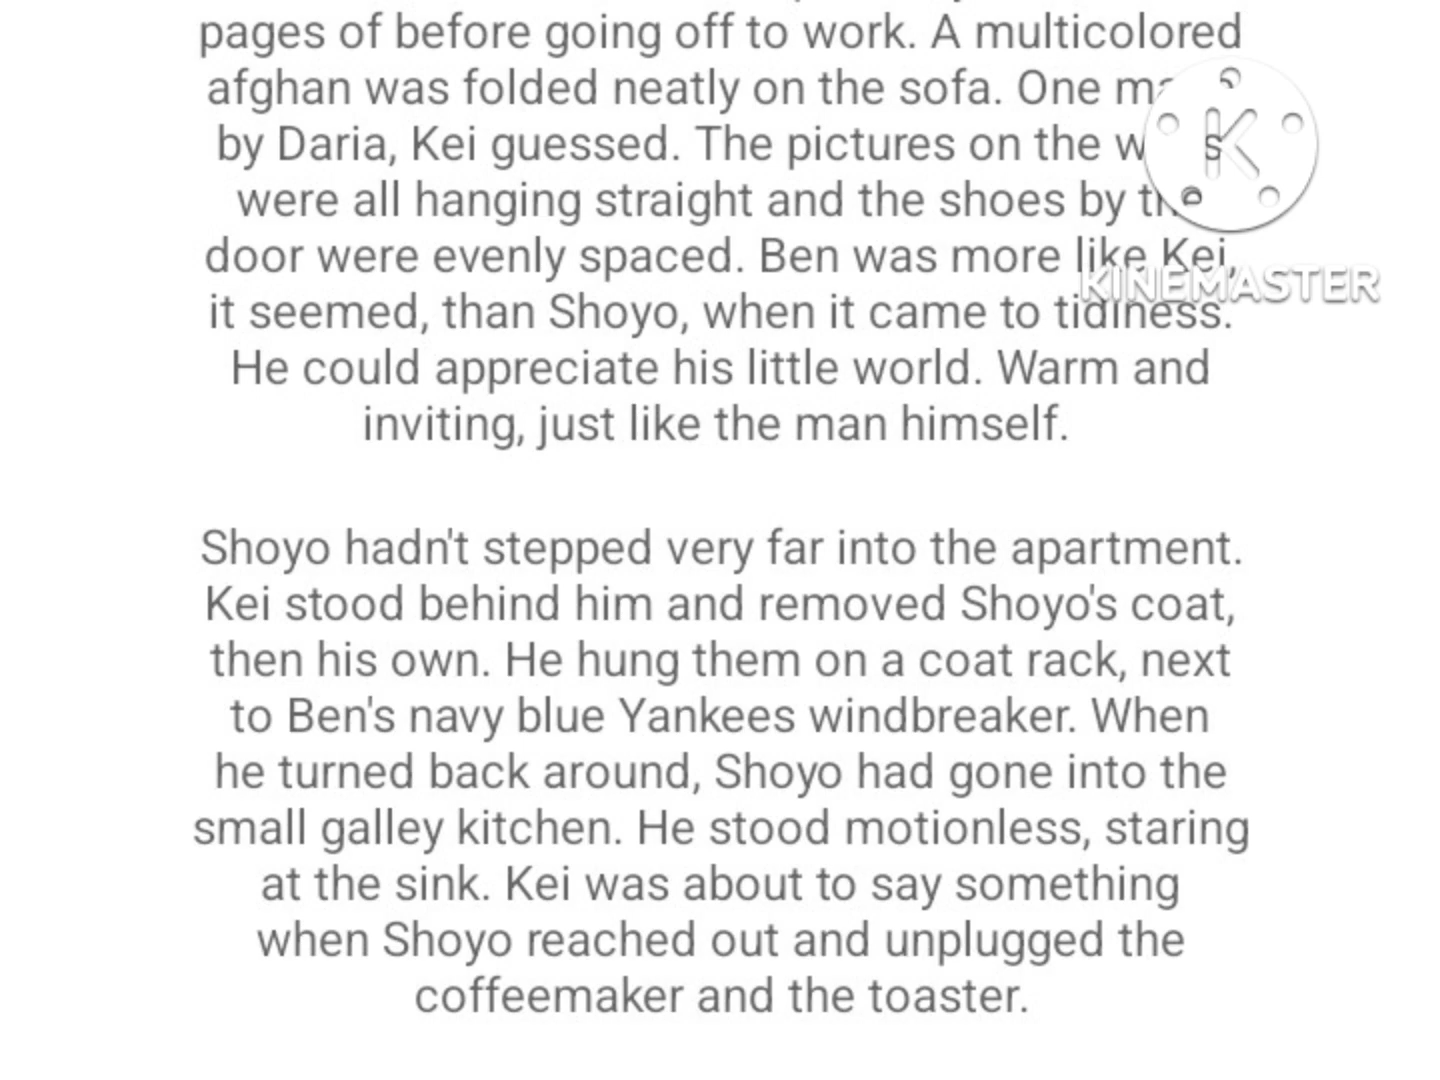 pages of before going off to work. A multicolored
afghan was folded neatly on the sofa. One
by Daria, Kei guessed. The pictures on the
were all hanging straight and the shoes by the
door were evenly spaced. Ben was more like Kei,
it seemed, than Shoyo, when it came to tidiness.
He could appreciate his little world. Warm and
inviting, just like the man himself.
Shoyo hadn't stepped very far into the apartment.
Kei stood behind him and removed Shoyo's coat,
then his own. He hung them on a coat rack, next
to Ben's navy blue Yankees windbreaker. When
he turned back around, Shoyo had gone into the
small galley kitchen. He stood motionless, staring
at the sink. Kei was about to say something
when Shoyo reached out and unplugged the
coffeemaker and the toaster.
K
KINEMASTER